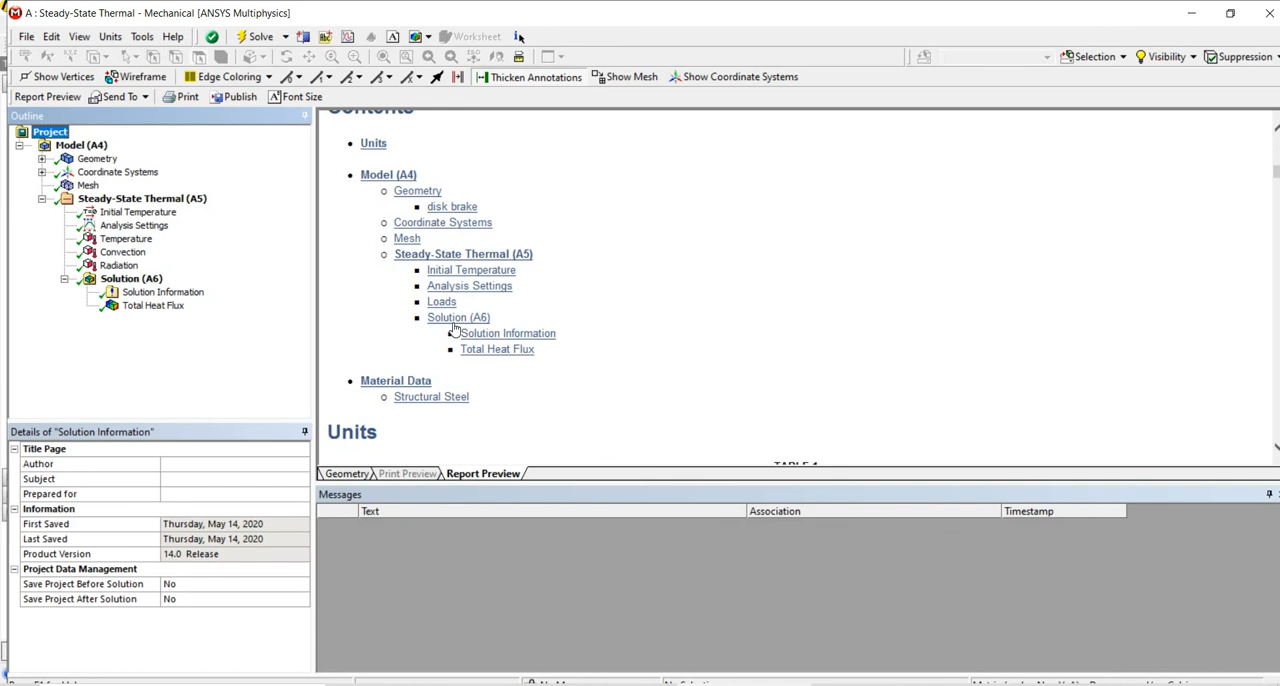 A : Steady-State Thermal - Mechanical [ANSYS Multiphysics]
File Edit View Units Tools Help Solve Worksheet
Selection Visibility Suppression
Show Vertices Wireframe Edge Coloring Thicken Annotations Show Mesh Show Coordinate Systems
Report Preview Send To Print Publish Font Size
Outline
Project
Model (A4)
Geometry
Coordinate Systems
Mesh
Steady-State Thermal (A5)
Initial Temperature
Analysis Settings
Temperature
Convection
Radiation
Solution (A6)
Solution Information
Total Heat Flux
Contents
Units
Model (A4)
Geometry
disk brake
Coordinate Systems
Mesh
Steady-State Thermal (A5)
Initial Temperature
Analysis Settings
Loads
Solution (A6)
Solution Information
Total Heat Flux
Material Data
Structural Steel
Units
TABLE 1
Geometry Print Preview Report Preview
Details of "Solution Information"
Title Page
Author
Subject
Prepared for
Information
First Saved Thursday, May 14, 2020
Last Saved Thursday, May 14, 2020
Product Version 14.0 Release
Project Data Management
Save Project Before Solution No
Save Project After Solution No
Messages
Text Association Timestamp